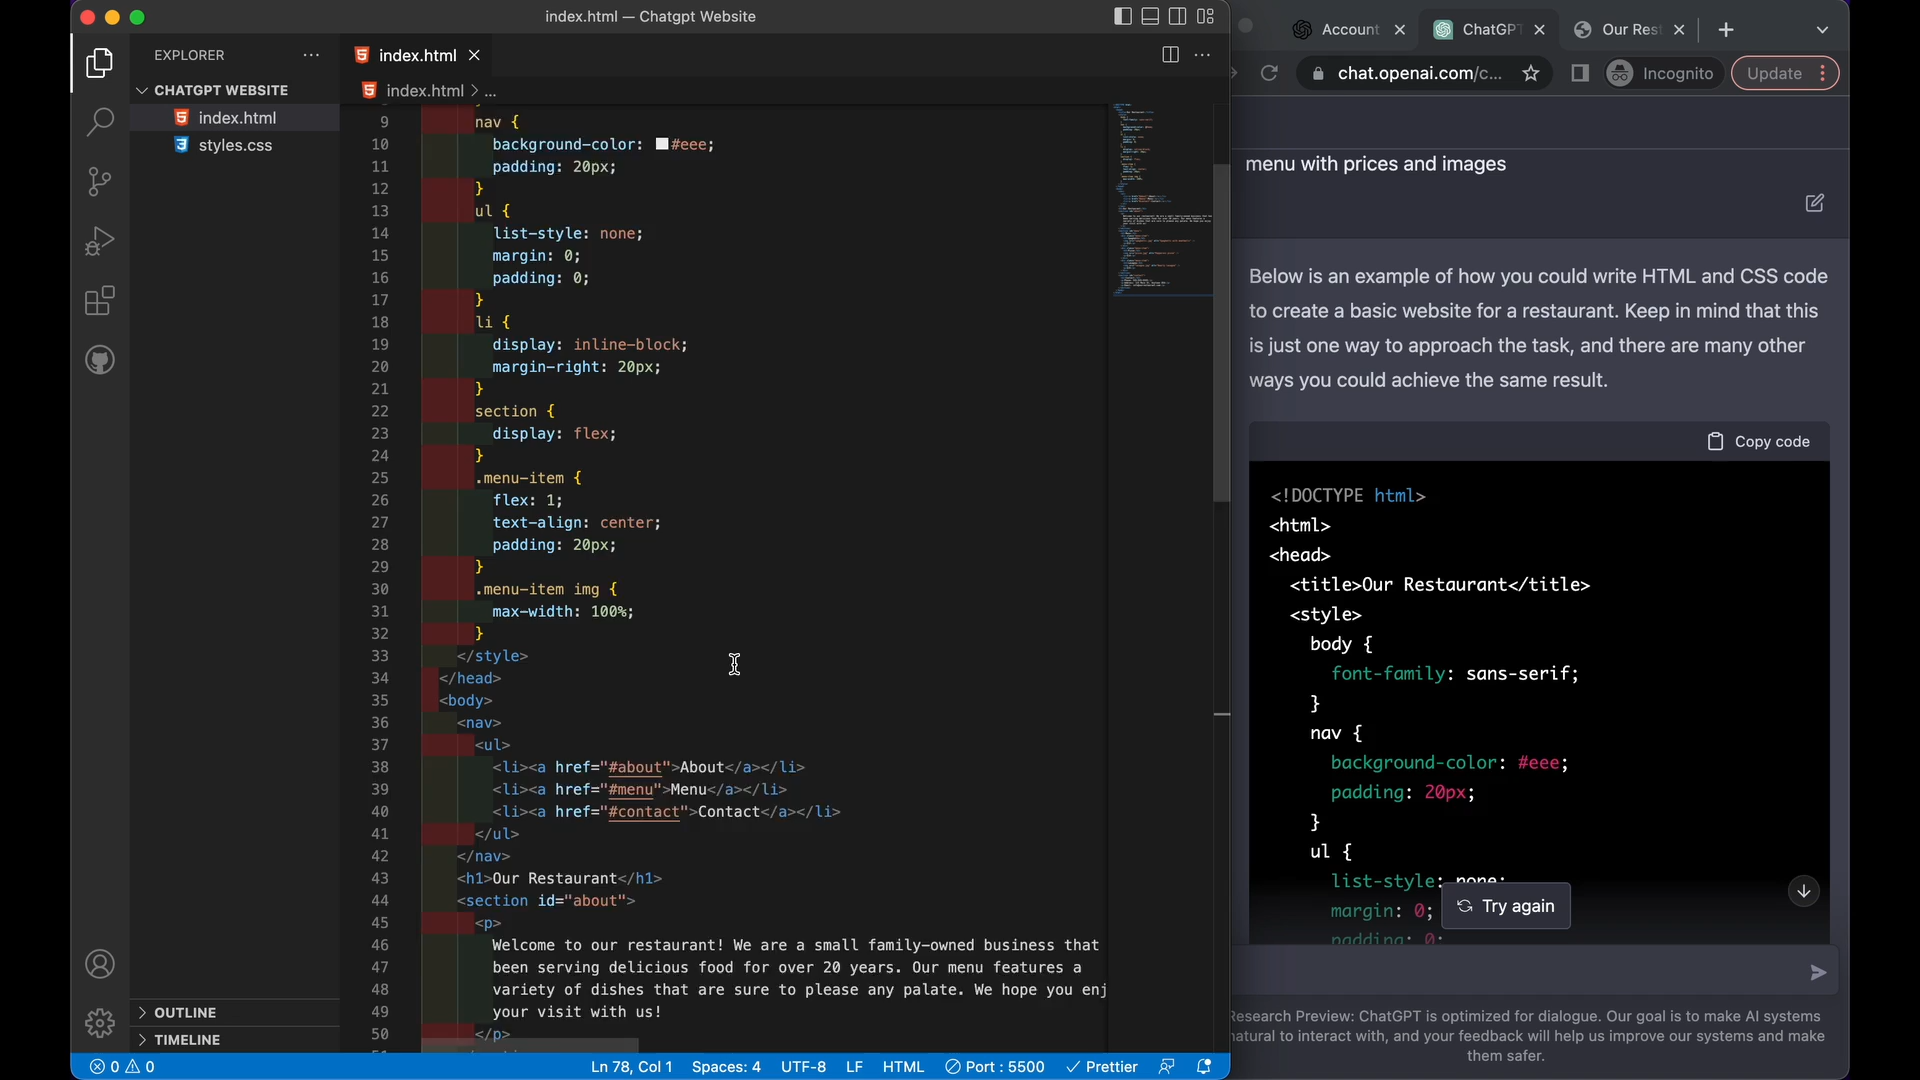 index.html — Chatgpt Website
EXPLORER
CHATGPT WEBSITE
index.html
styles.css
OUTLINE
TIMELINE
index.html
index.html > ...
9 nav {
10 background-color: #eee;
11 padding: 20px;
12 }
13 ul {
14 list-style: none;
15 margin: 0;
16 padding: 0;
17 }
18 li {
19 display: inline-block;
20 margin-right: 20px;
21 }
22 section {
23 display: flex;
24 }
25 .menu-item {
26 flex: 1;
27 text-align: center;
28 padding: 20px;
29 }
30 .menu-item img {
31 max-width: 100%;
32 }
33 </style>
34 </head>
35 <body>
36 <nav>
37 <ul>
38 <li><a href="#about">About</a></li>
39 <li><a href="#menu">Menu</a></li>
40 <li><a href="#contact">Contact</a></li>
41 </ul>
42 </nav>
43 <h1>Our Restaurant</h1>
44 <section id="about">
45 <p>
46 Welcome to our restaurant! We are a small family-owned business that
47 been serving delicious food for over 20 years. Our menu features a
48 variety of dishes that are sure to please any palate. We hope you enj
49 your visit with us!
50 </p>
0 0
Ln 78, Col 1 Spaces: 4 UTF-8 LF HTML Port : 5500 Prettier
Account ChatGPT Our Res
chat.openai.com/c... Incognito Update
menu with prices and images
Below is an example of how you could write HTML and CSS code
to create a basic website for a restaurant. Keep in mind that this
is just one way to approach the task, and there are many other
ways you could achieve the same result.
Copy code
<!DOCTYPE html>
<html>
<head>
<title>Our Restaurant</title>
<style>
body {
font-family: sans-serif;
}
nav {
background-color: #eee;
padding: 20px;
}
ul {
list-style: none;
margin: 0;
padding: 0;
Try again
Research Preview: ChatGPT is optimized for dialogue. Our goal is to make AI systems
natural to interact with, and your feedback will help us improve our systems and make
them safer.